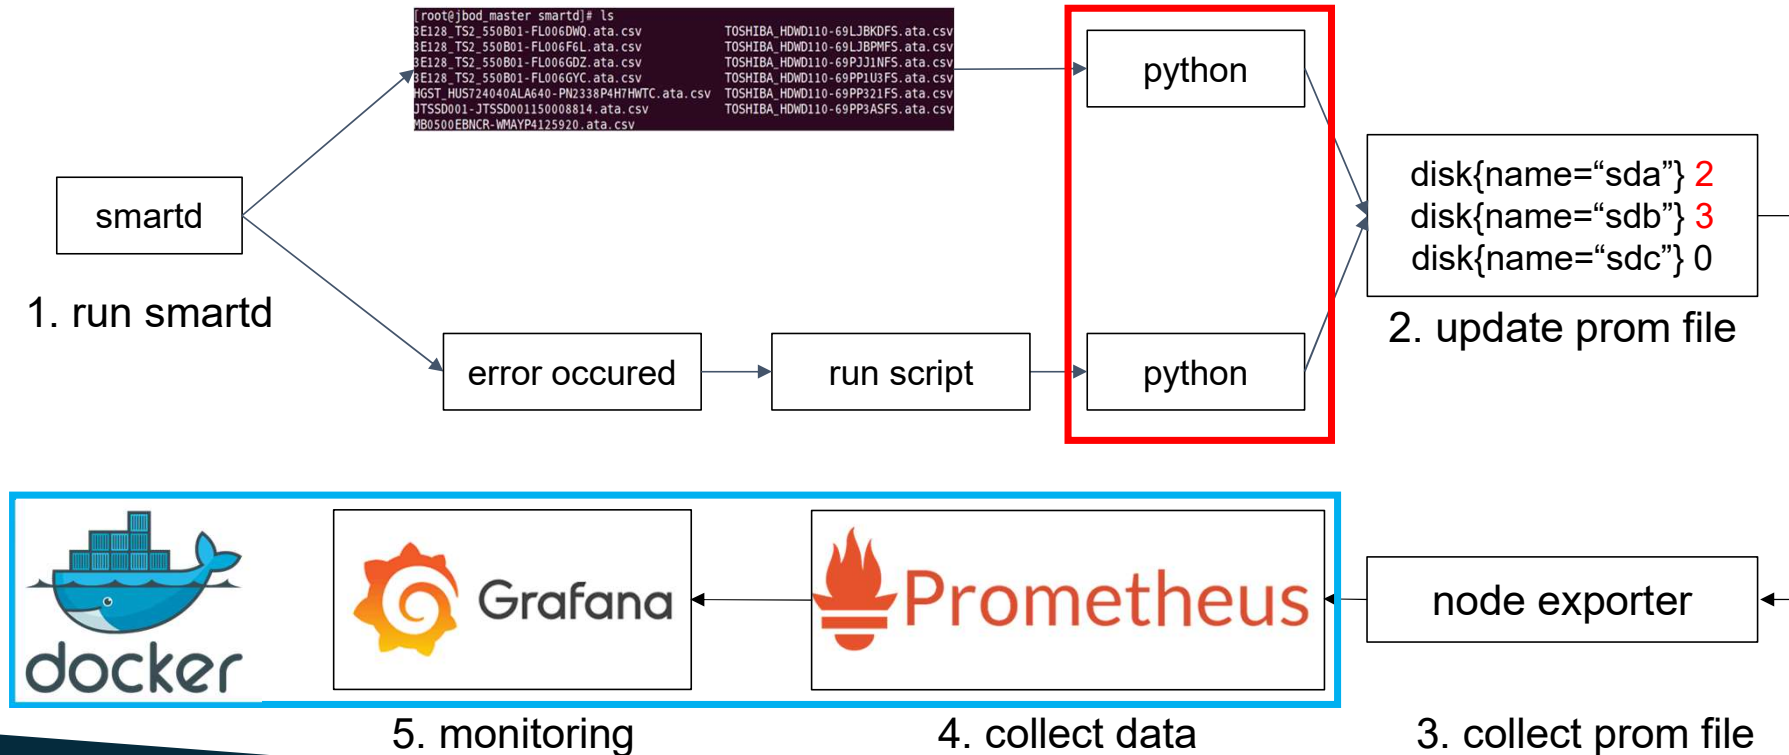 [root@jbod_master smartd]# ls
3E128_TS2_550B01-FL006DWQ.ata.csv TOSHIBA_HDWD110-69LJBKDFS.ata.csv
3E128_TS2_550B01-FL006F6L.ata.csv TOSHIBA_HDWD110-69LJBPMFS.ata.csv
3E128_TS2_550B01-FL006GDZ.ata.csv TOSHIBA_HDWD110-69PJJ1NFS.ata.csv
3E128_TS2_550B01-FL006GYC.ata.csv TOSHIBA_HDWD110-69PP1U3FS.ata.csv
HGST_HUS724040ALA640-PN2338P4H7HWTC.ata.csv TOSHIBA_HDWD110-69PP321FS.ata.csv
JTSSD001-JTSSD001150008814.ata.csv TOSHIBA_HDWD110-69PP3ASFS.ata.csv
MB0500EBNCR-WMAYP4125920.ata.csv
python
smartd
1. run smartd
disk{name=“sda”} 2
disk{name=“sdb”} 3
disk{name=“sdc”} 0
2. update prom file
error occured
run script
python
docker
Grafana
Prometheus
node exporter
5. monitoring
4. collect data
3. collect prom file